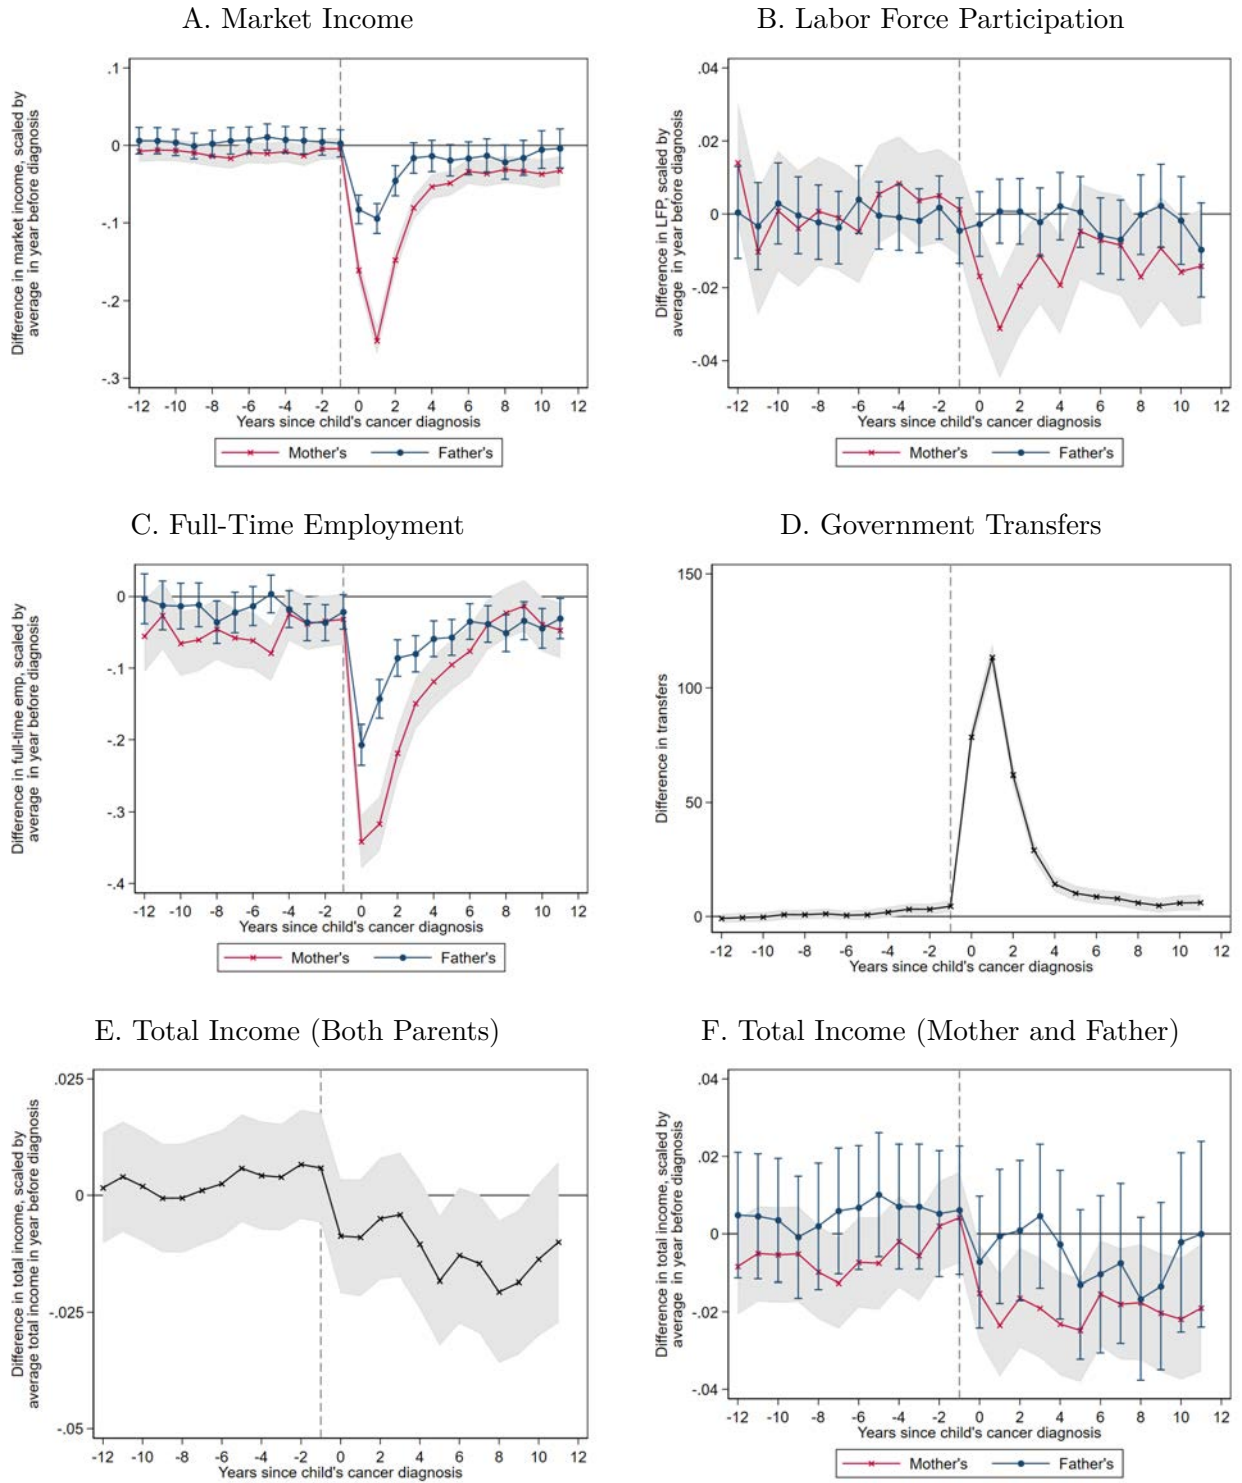 A. Market Income
Difference in market income, scaled by
average in year before diagnosis
.1
0
-.1
-.2
-.3
-12 -10 -8 -6 -4 -2 0 2 4 6 8 10 12
Years since child's cancer diagnosis
Mother's Father's
B. Labor Force Participation
Difference in LFP, scaled by
average in year before diagnosis
.04
.02
0
-.02
-.04
-12 -10 -8 -6 -4 -2 0 2 4 6 8 10 12
Years since child's cancer diagnosis
Mother's Father's
C. Full-Time Employment
Difference in full-time emp, scaled by
average in year before diagnosis
0
-.1
-.2
-.3
-.4
-12 -10 -8 -6 -4 -2 0 2 4 6 8 10 12
Years since child's cancer diagnosis
Mother's Father's
D. Government Transfers
Difference in transfers
150
100
50
0
-12 -10 -8 -6 -4 -2 0 2 4 6 8 10 12
Years since child's cancer diagnosis
E. Total Income (Both Parents)
Difference in total income, scaled by
average total income in year before diagnosis
.025
0
-.025
-.05
-12 -10 -8 -6 -4 -2 0 2 4 6 8 10 12
Years since child's cancer diagnosis
F. Total Income (Mother and Father)
Difference in total income, scaled by
average in year before diagnosis
.04
.02
0
-.02
-.04
-12 -10 -8 -6 -4 -2 0 2 4 6 8 10 12
Years since child's cancer diagnosis
Mother's Father's